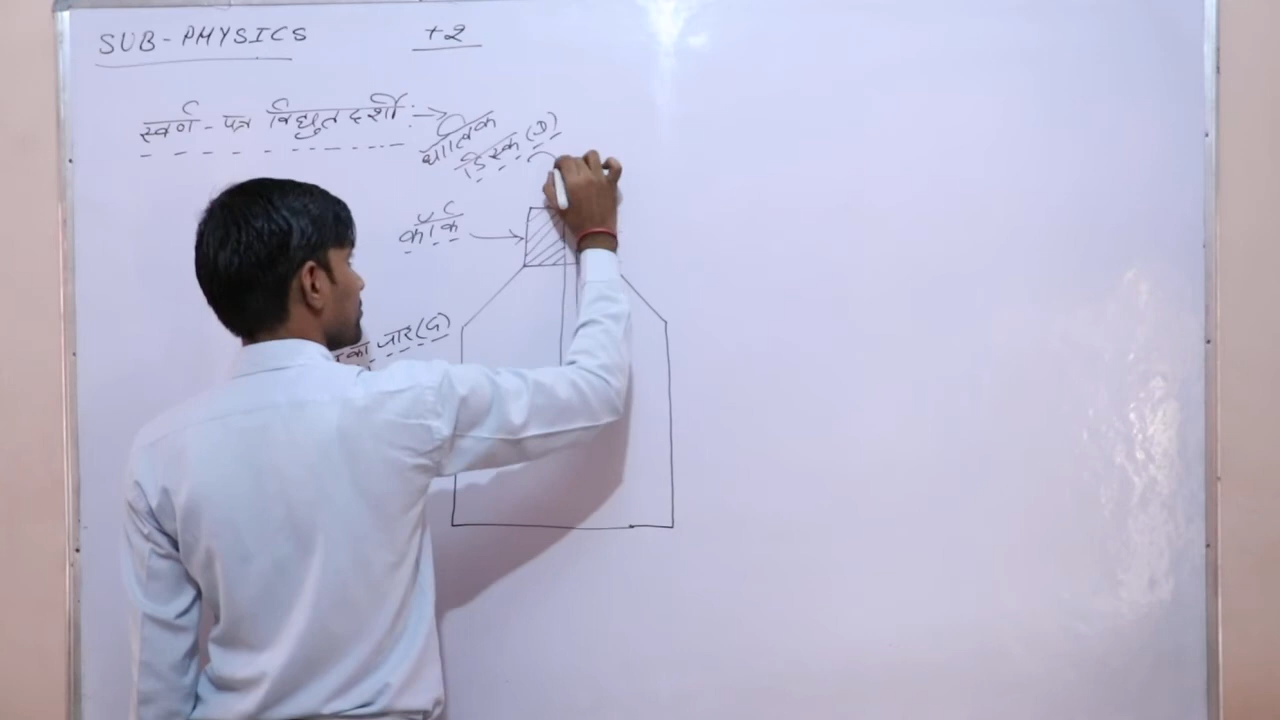 SUB-PHYSICS +2
स्वर्ण-पत्र विद्युतदर्शी:→
धात्विक
डिस्क (D)
कॉर्क
का जार (G)